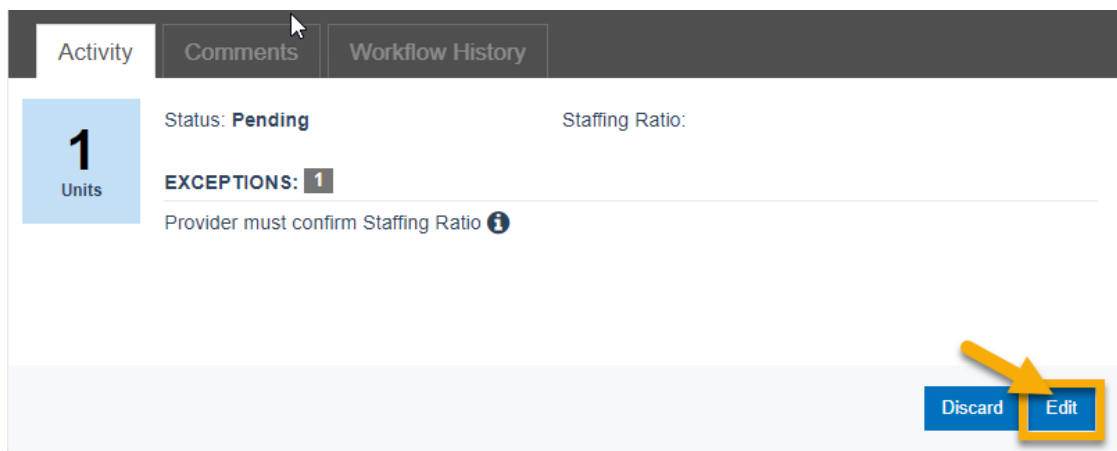 Activity Comments Workflow History
1
Units
Status: Pending Staffing Ratio:
EXCEPTIONS: 1
Provider must confirm Staffing Ratio
Discard Edit